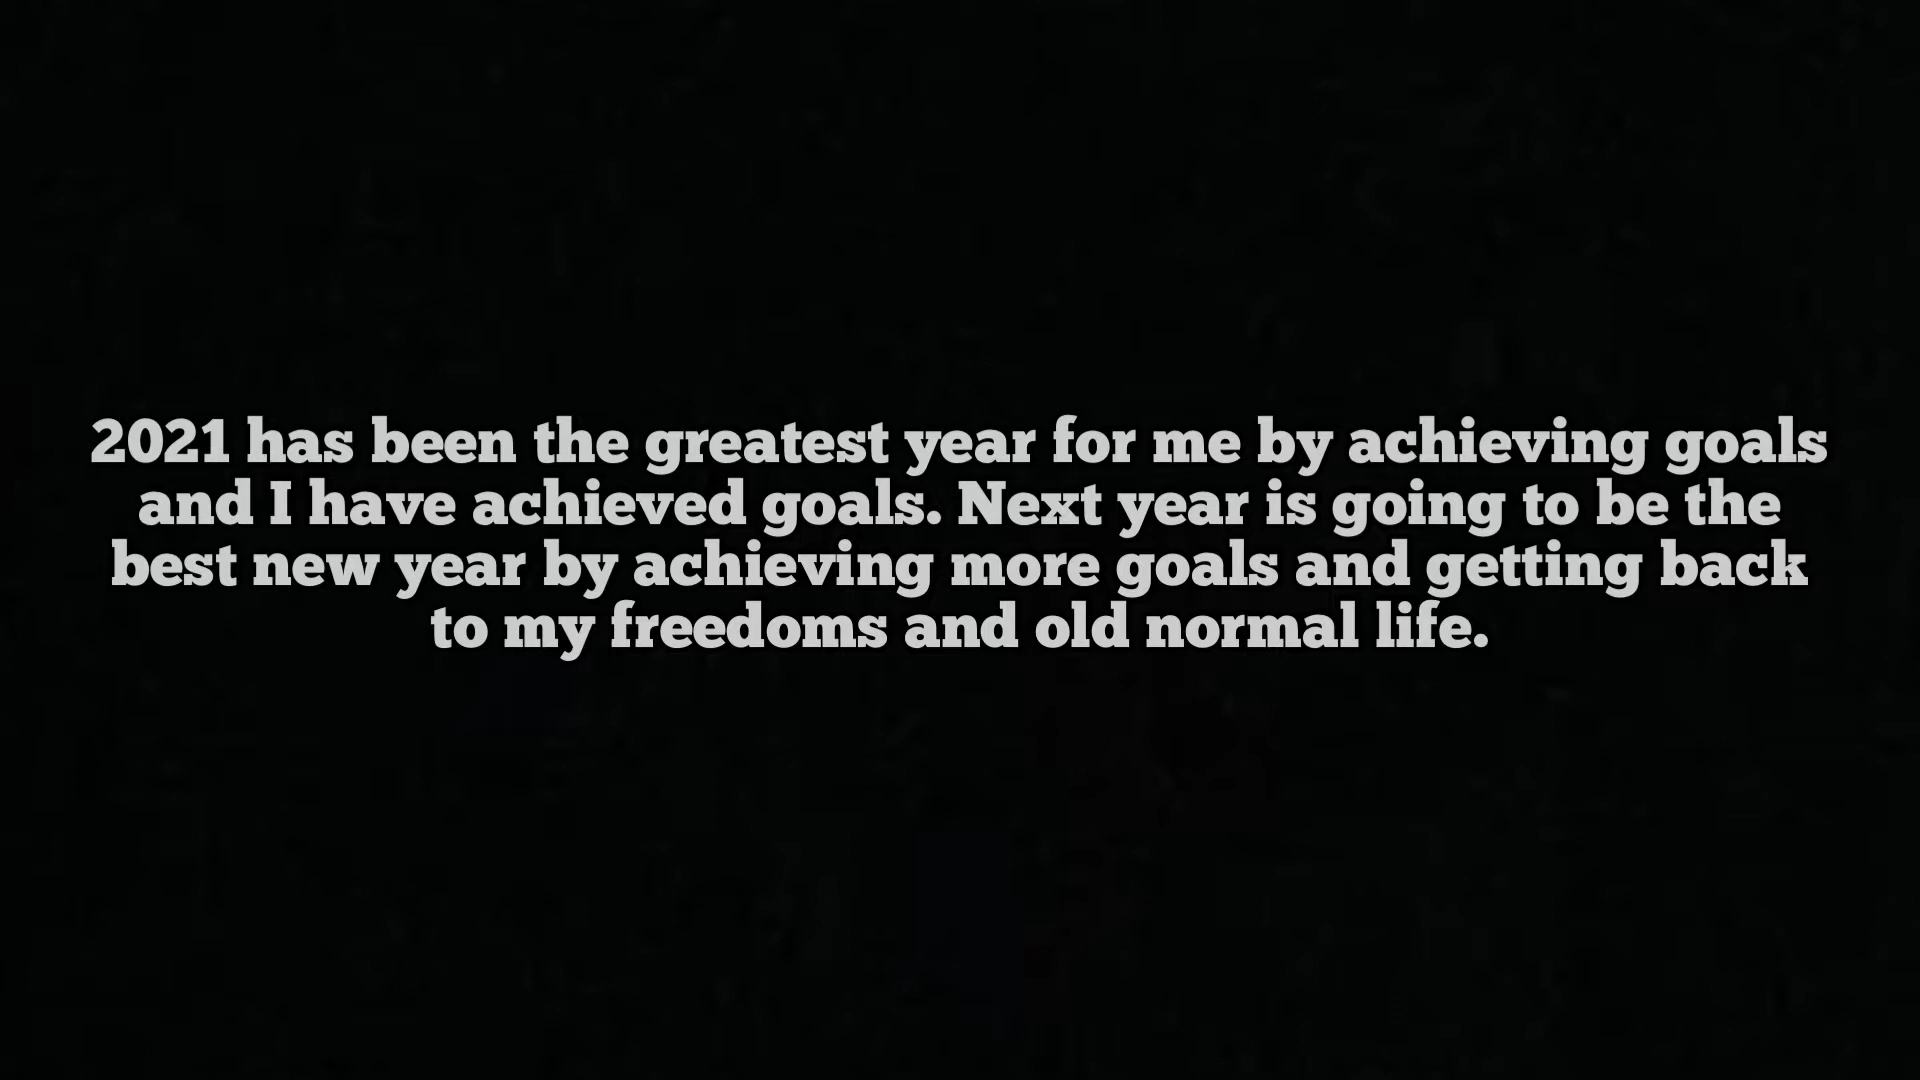 2021 has been the greatest year for me by achieving goals
and I have achieved goals. Next year is going to be the
best new year by achieving more goals and getting back
to my freedoms and old normal life.